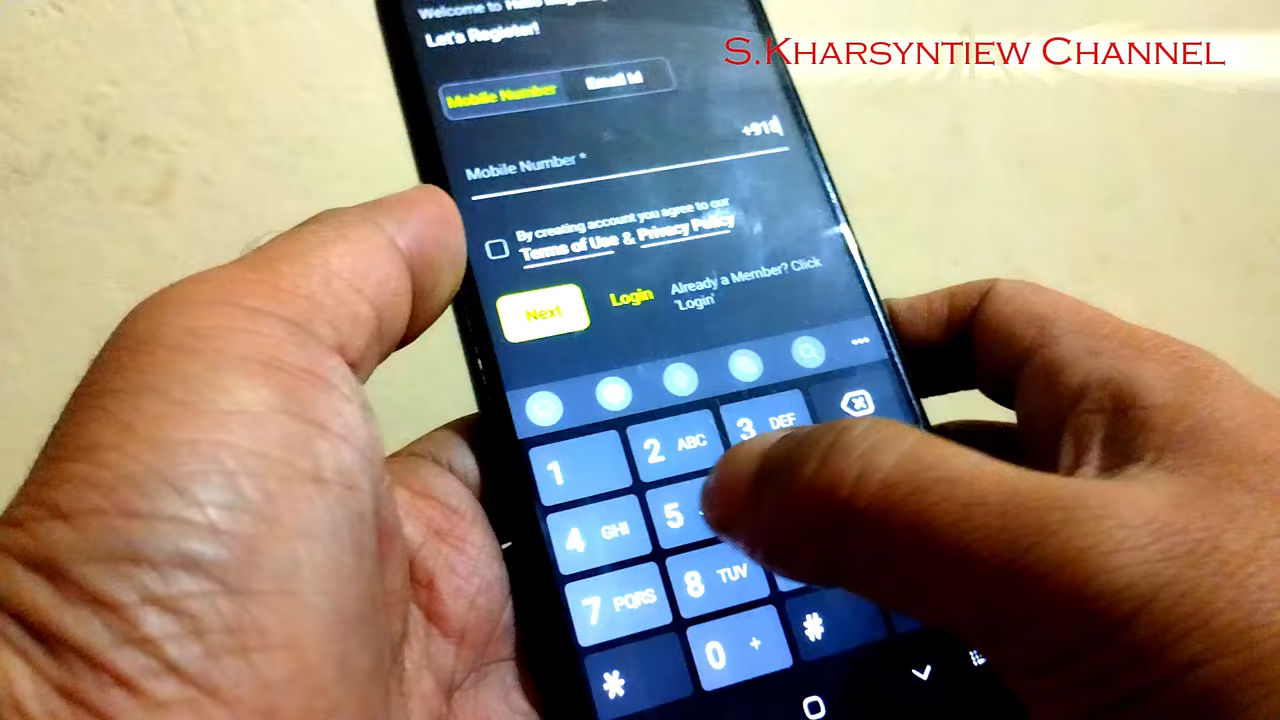 S.Kharsyntiew Channel
Welcome to
Let's Register!
Mobile Number Email Id
+91
Mobile Number *
By creating account you agree to our
Terms of Use & Privacy Policy
Next Login Already a Member? Click
'Login'
1 2 ABC 3 DEF
4 GHI 5
7 PQRS 8 TUV
* 0 + #